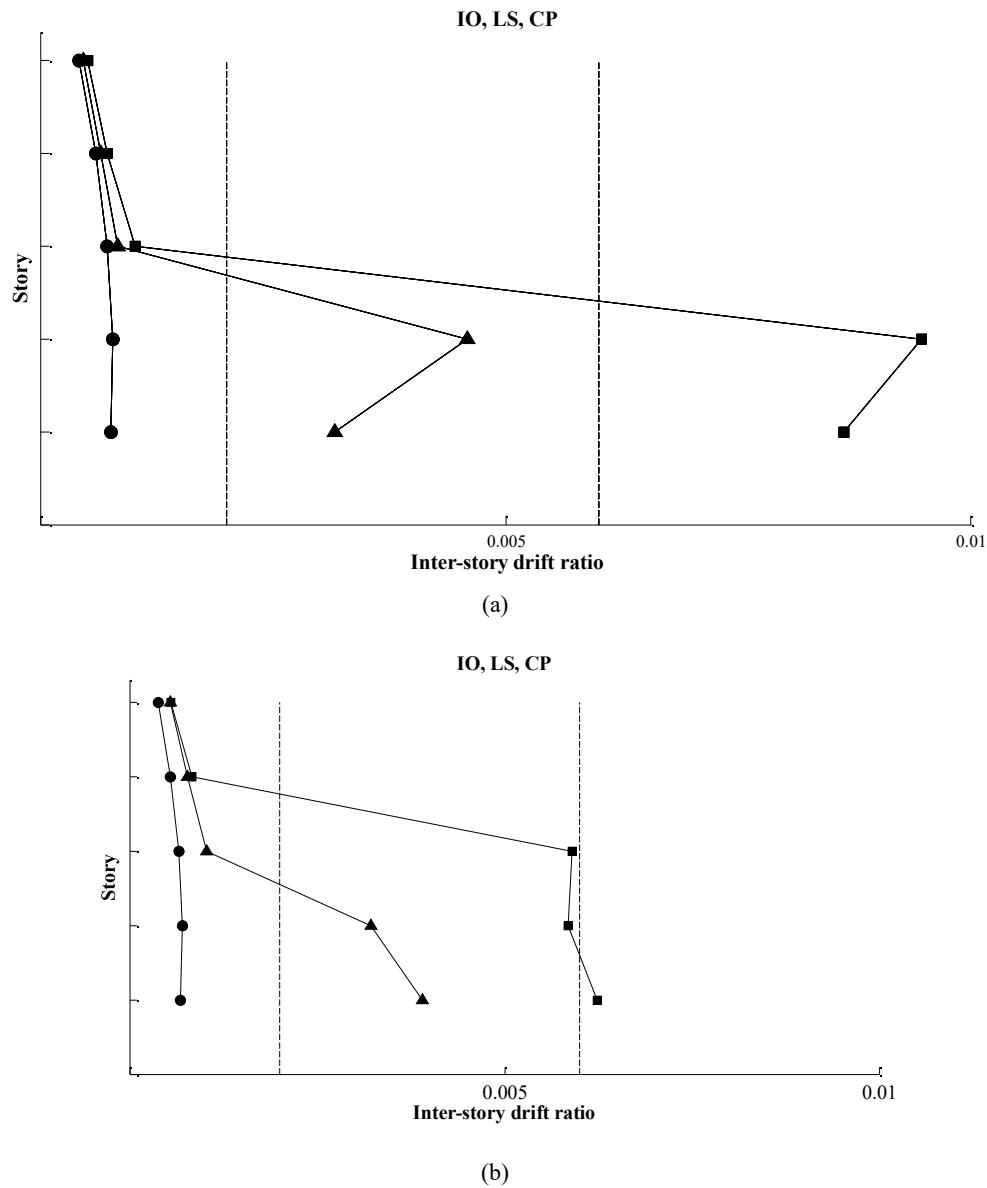 IO, LS, CP
Story
0.005
0.01
Inter-story drift ratio
(a)
IO, LS, CP
Story
0.005
0.01
Inter-story drift ratio
(b)